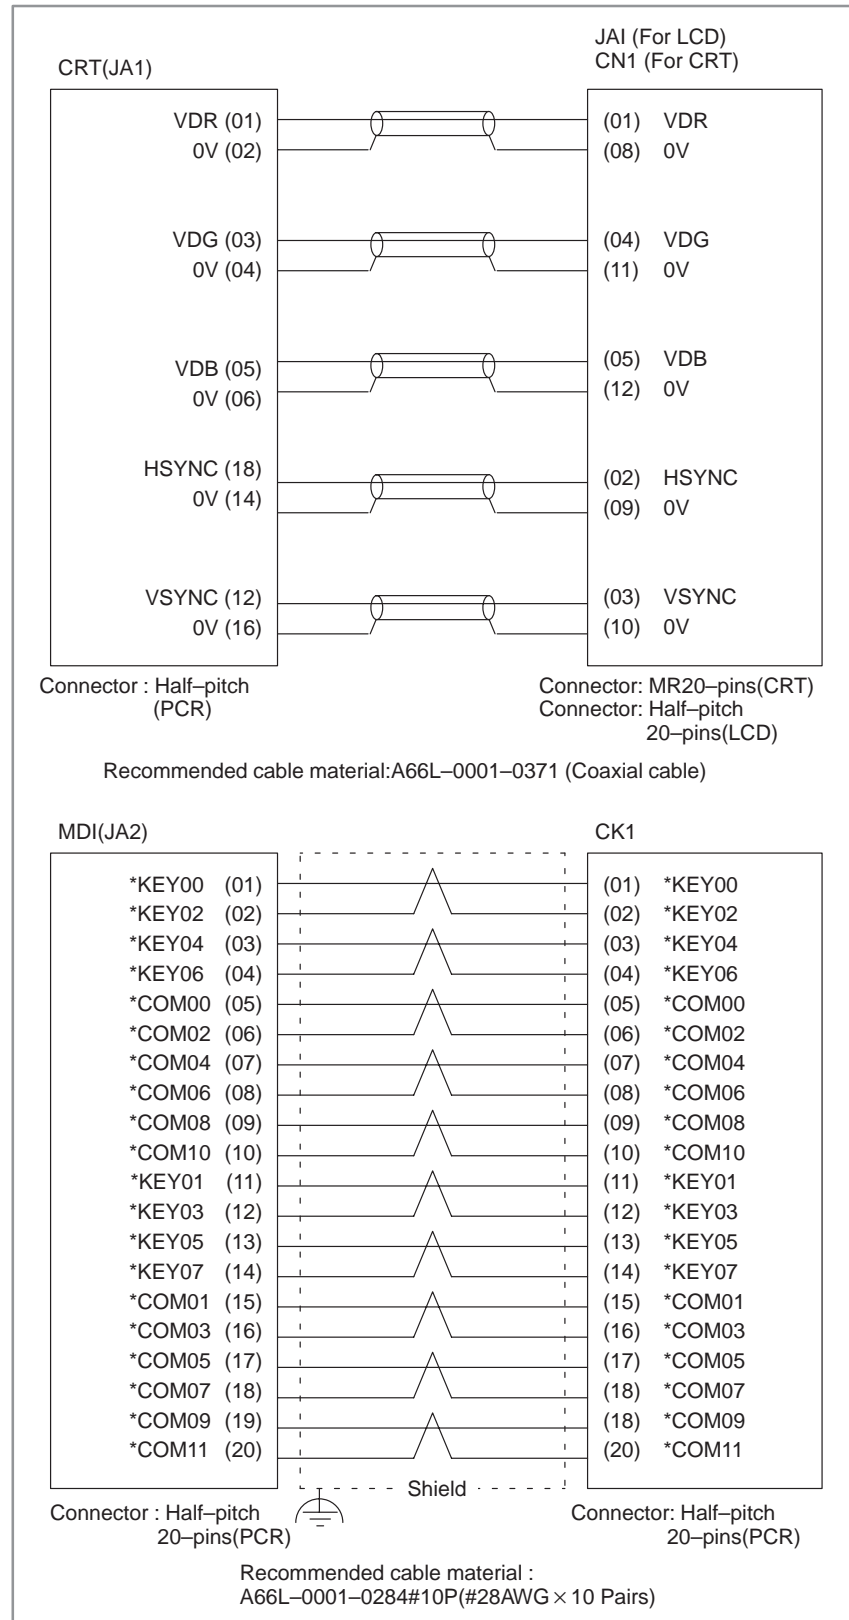 JAI (For LCD)
CN1 (For CRT)
CRT(JA1)
VDR (01) (01) VDR
0V (02) (08) 0V
VDG (03) (04) VDG
0V (04) (11) 0V
VDB (05) (05) VDB
0V (06) (12) 0V
HSYNC (18) (02) HSYNC
0V (14) (09) 0V
VSYNC (12) (03) VSYNC
0V (16) (10) 0V
Connector : Half–pitch
(PCR)
Connector: MR20–pins(CRT)
Connector: Half–pitch
20–pins(LCD)
Recommended cable material:A66L–0001–0371 (Coaxial cable)
MDI(JA2) CK1
*KEY00 (01) (01) *KEY00
*KEY02 (02) (02) *KEY02
*KEY04 (03) (03) *KEY04
*KEY06 (04) (04) *KEY06
*COM00 (05) (05) *COM00
*COM02 (06) (06) *COM02
*COM04 (07) (07) *COM04
*COM06 (08) (08) *COM06
*COM08 (09) (09) *COM08
*COM10 (10) (10) *COM10
*KEY01 (11) (11) *KEY01
*KEY03 (12) (12) *KEY03
*KEY05 (13) (13) *KEY05
*KEY07 (14) (14) *KEY07
*COM01 (15) (15) *COM01
*COM03 (16) (16) *COM03
*COM05 (17) (17) *COM05
*COM07 (18) (18) *COM07
*COM09 (19) (18) *COM09
*COM11 (20) (20) *COM11
Shield
Connector : Half–pitch
20–pins(PCR)
Connector: Half–pitch
20–pins(PCR)
Recommended cable material :
A66L–0001–0284#10P(#28AWG × 10 Pairs)